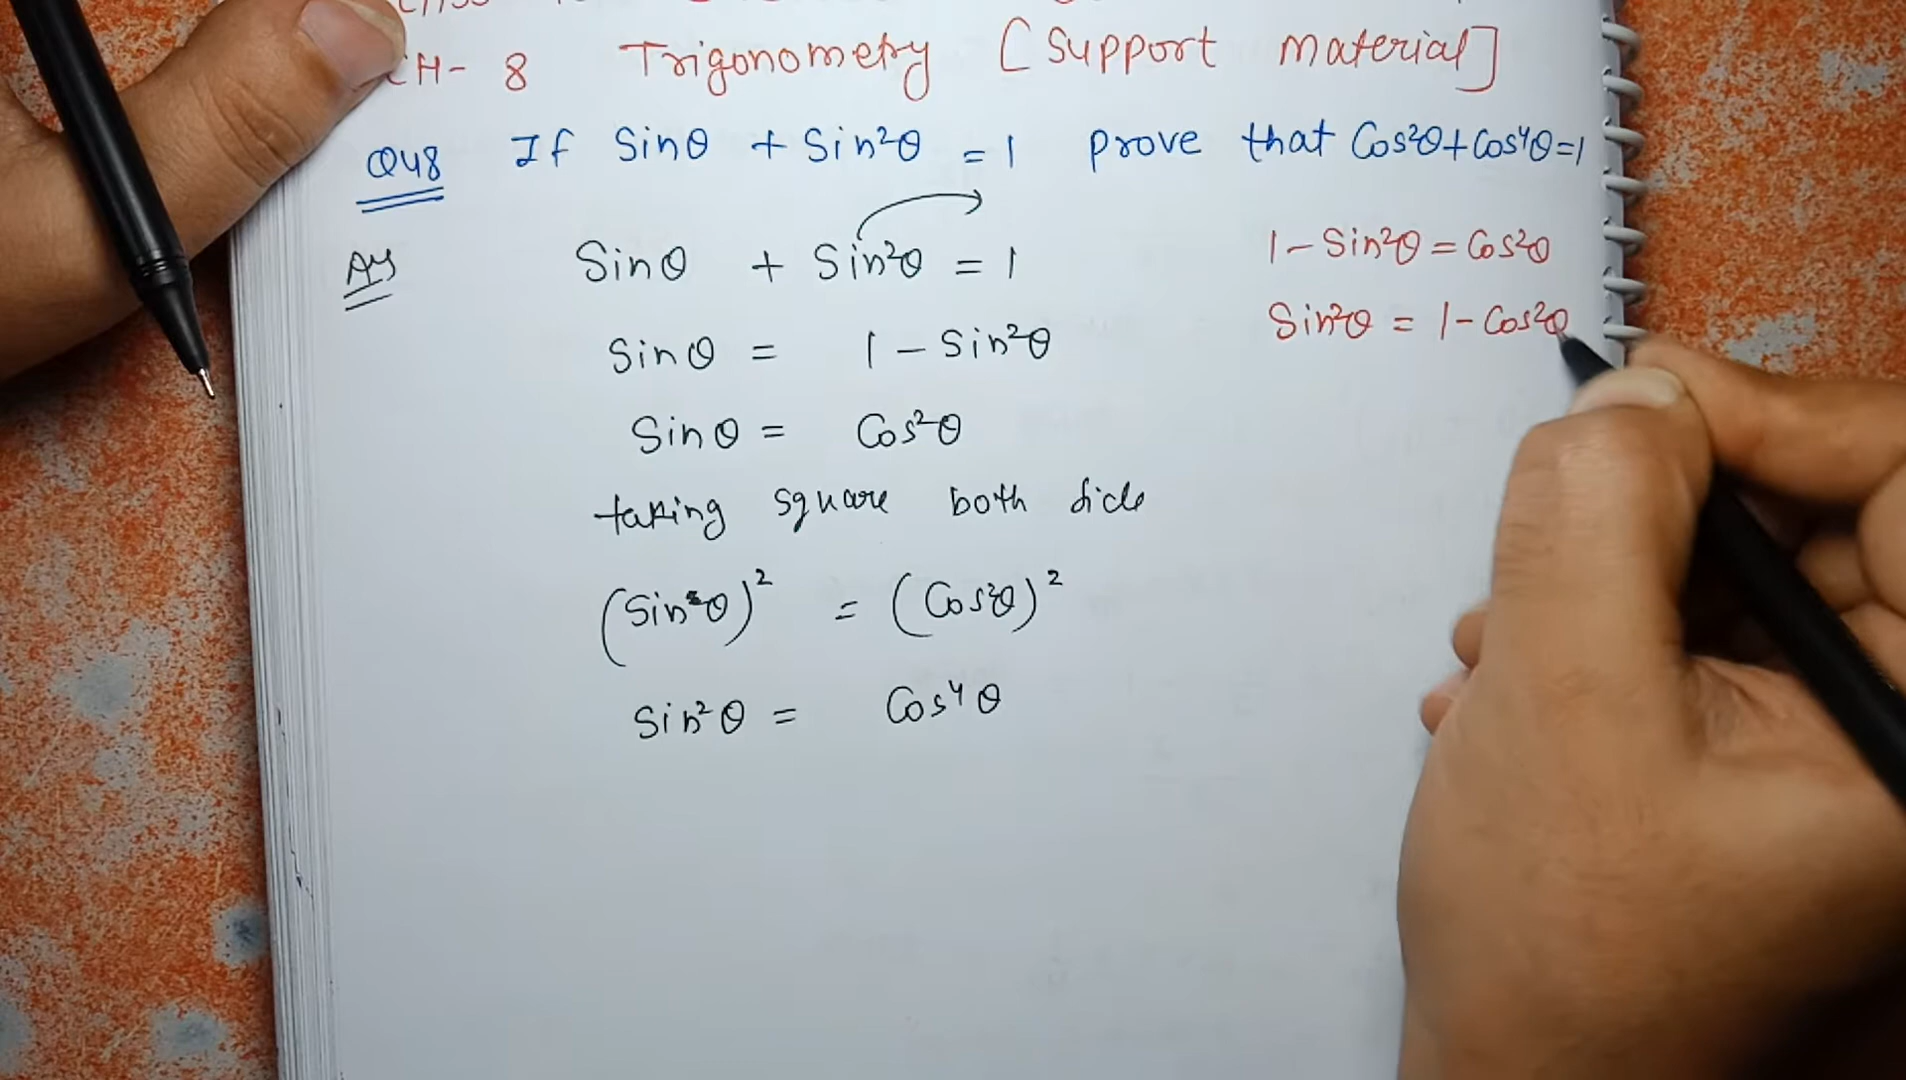 CH- 8 Trigonometry [Support material]
Q48 If Sinθ + Sin²θ = 1 prove that Cos²θ+Cos⁴θ=1
Sinθ + Sin²θ = 1
1 - Sin²θ = Cos²θ
Sinθ = 1 - Sin²θ
Sin²θ = 1 - Cos²θ
Sinθ = Cos²θ
taking square both side
(Sinθ)² = (Cos²θ)²
Sin²θ = Cos⁴θ